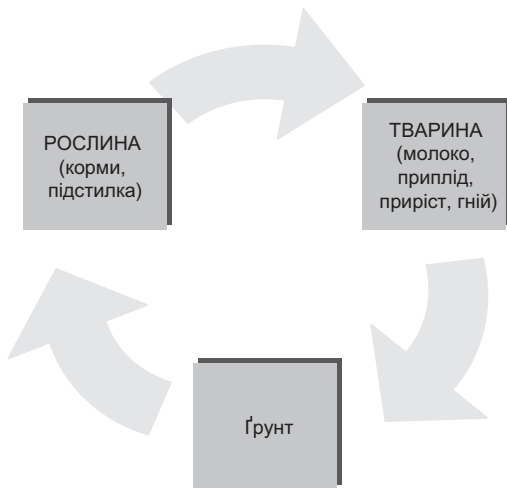 РОСЛИНА
(корми,
підстилка)
ТВАРИНА
(молоко,
приплід,
приріст, гній)
Ґрунт